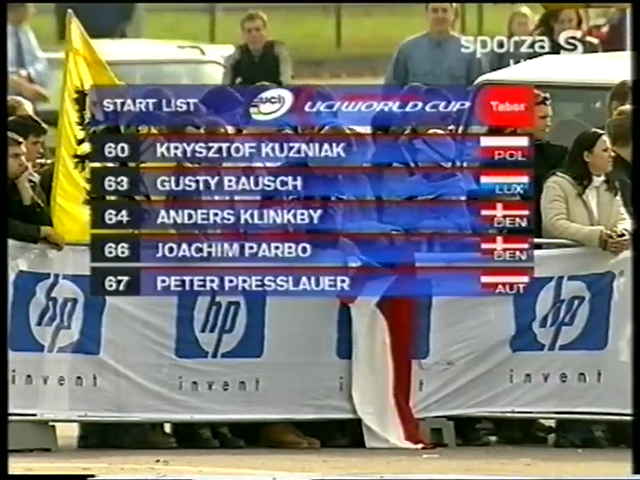 sporza S
START LIST uci UCI WORLD CUP Tabor
60 KRYSZTOF KUZNIAK POL
63 GUSTY BAUSCH LUX
64 ANDERS KLINKBY DEN
66 JOACHIM PARBO DEN
67 PETER PRESSLAUER AUT
hp hp hp
invent invent i t invent